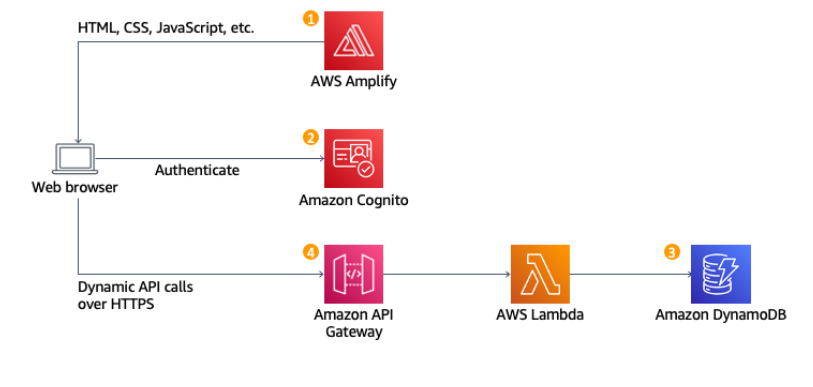 1
HTML, CSS, JavaScript, etc.
AWS Amplify
2
Authenticate
Web browser
Amazon Cognito
4
3
Dynamic API calls
over HTTPS
Amazon API
Gateway
AWS Lambda
Amazon DynamoDB